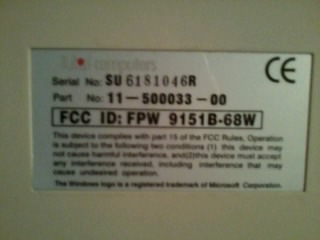 computers
Serial No: SU 6181046R
Part No: 11-500033-00
CE
FCC ID: FPW 9151B-68W
This device complies with part 15 of the FCC Rules, Operation
is subject to the following two conditions (1) this device may
not cause harmful interference, and(2)this device must accept
any interference received, including interference that may
cause undesired operation.
The Windows logo is a registered trademark of Microsoft Corporation.